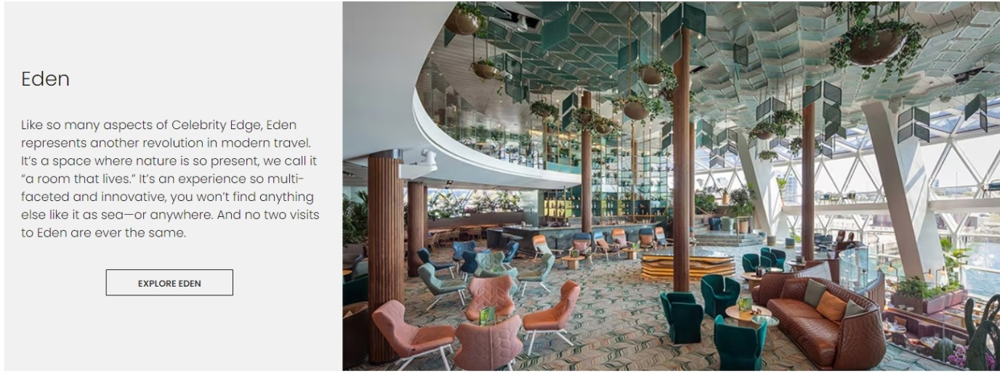 Eden
Like so many aspects of Celebrity Edge, Eden
represents another revolution in modern travel.
It’s a space where nature is so present, we call it
“a room that lives.” It’s an experience so multi-
faceted and innovative, you won’t find anything
else like it as sea—or anywhere. And no two visits
to Eden are ever the same.
EXPLORE EDEN